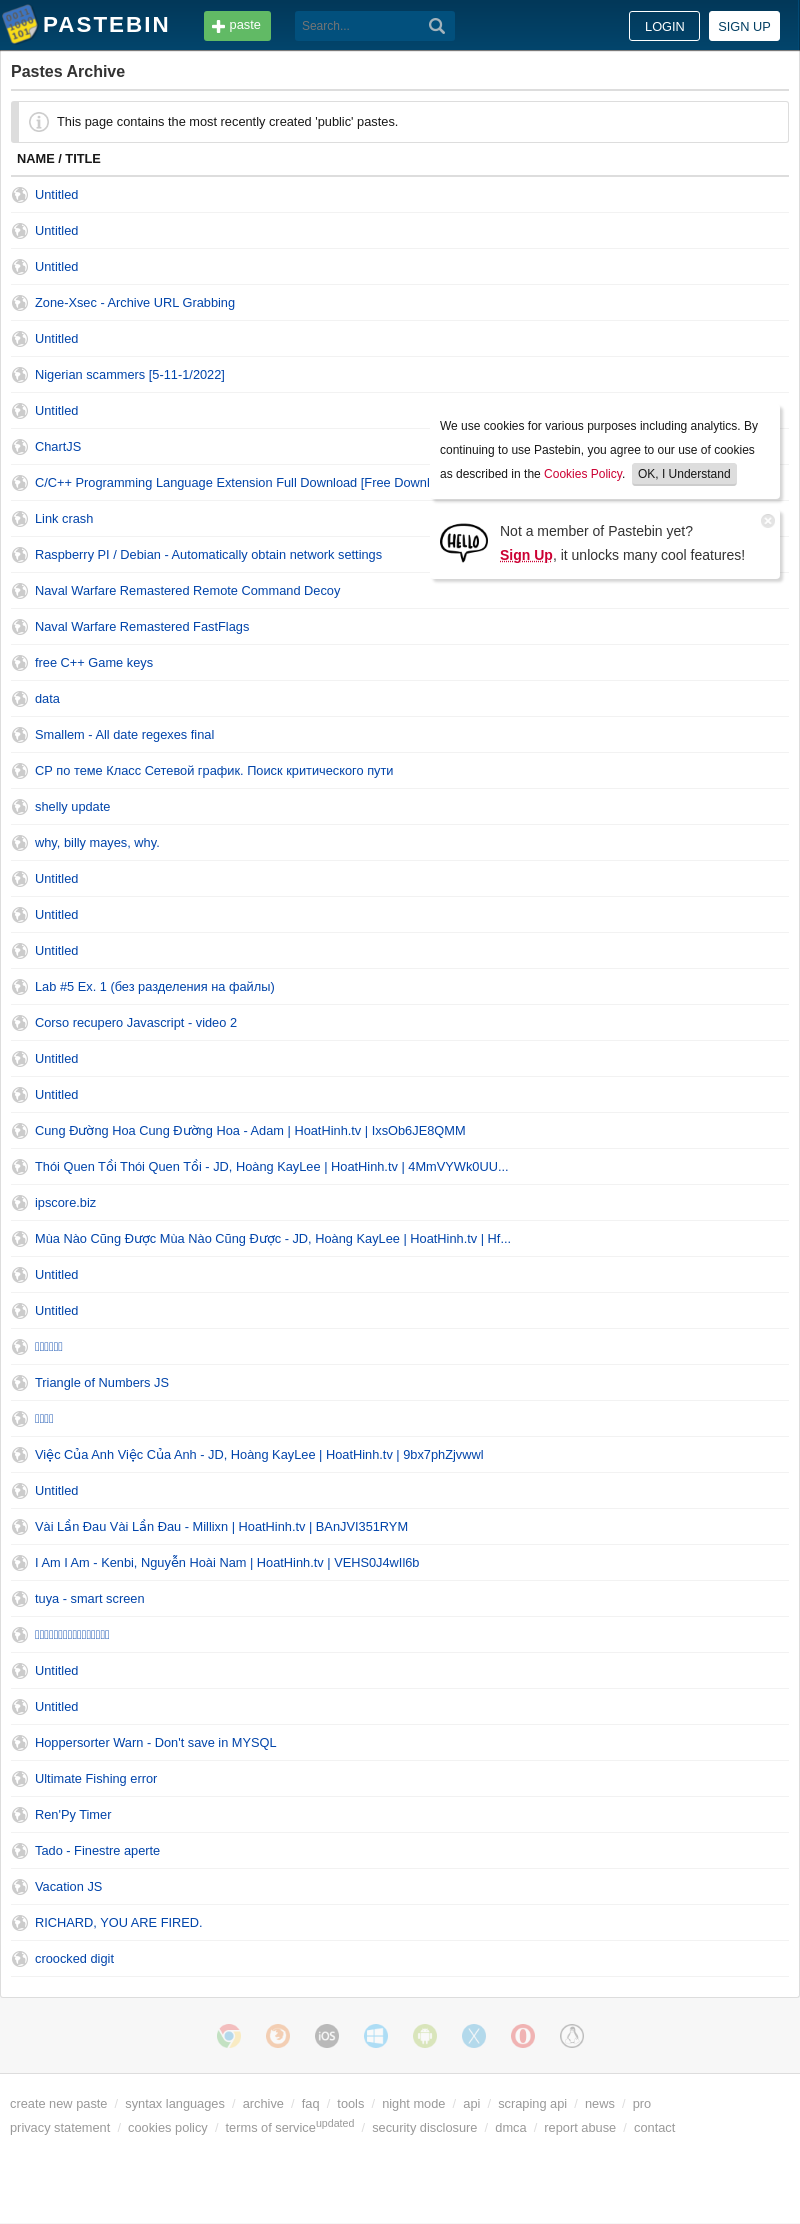 PASTEBIN
paste
Search...
LOGIN
SIGN UP
Pastes Archive
This page contains the most recently created 'public' pastes.
NAME / TITLE
Untitled
Untitled
Untitled
Zone-Xsec - Archive URL Grabbing
Untitled
Nigerian scammers [5-11-1/2022]
Untitled
ChartJS
C/C++ Programming Language Extension Full Download [Free Downl
Link crash
Raspberry PI / Debian - Automatically obtain network settings
Naval Warfare Remastered Remote Command Decoy
Naval Warfare Remastered FastFlags
free C++ Game keys
data
Smallem - All date regexes final
СР по теме Класс Сетевой график. Поиск критического пути
shelly update
why, billy mayes, why.
Untitled
Untitled
Untitled
Lab #5 Ex. 1 (без разделения на файлы)
Corso recupero Javascript - video 2
Untitled
Untitled
Cung Đường Hoa Cung Đường Hoa - Adam | HoatHinh.tv | IxsOb6JE8QMM
Thói Quen Tồi Thói Quen Tồi - JD, Hoàng KayLee | HoatHinh.tv | 4MmVYWk0UU...
ipscore.biz
Mùa Nào Cũng Được Mùa Nào Cũng Được - JD, Hoàng KayLee | HoatHinh.tv | Hf...
Untitled
Untitled
Triangle of Numbers JS
Việc Của Anh Việc Của Anh - JD, Hoàng KayLee | HoatHinh.tv | 9bx7phZjvwwl
Untitled
Vài Lần Đau Vài Lần Đau - Millixn | HoatHinh.tv | BAnJVI351RYM
I Am I Am - Kenbi, Nguyễn Hoài Nam | HoatHinh.tv | VEHS0J4wIl6b
tuya - smart screen
Untitled
Untitled
Hoppersorter Warn - Don't save in MYSQL
Ultimate Fishing error
Ren'Py Timer
Tado - Finestre aperte
Vacation JS
RICHARD, YOU ARE FIRED.
croocked digit
We use cookies for various purposes including analytics. By
continuing to use Pastebin, you agree to our use of cookies
as described in the Cookies Policy. OK, I Understand
HELLO
Not a member of Pastebin yet?
Sign Up, it unlocks many cool features!
iOS
create new paste / syntax languages / archive / faq / tools / night mode / api / scraping api / news / pro
privacy statement / cookies policy / terms of service updated / security disclosure / dmca / report abuse / contact